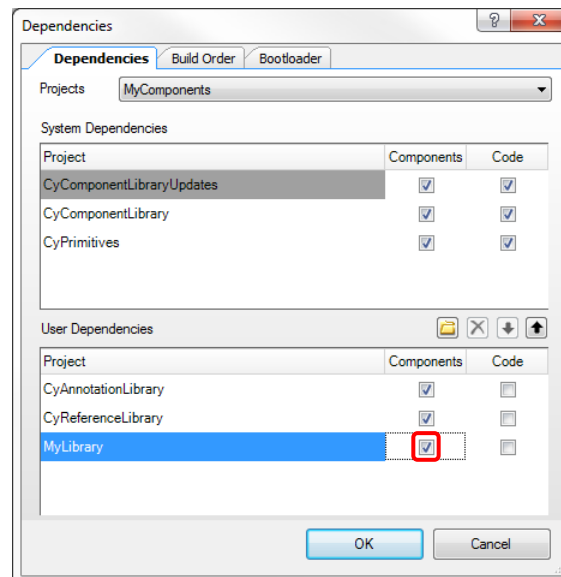 Dependencies
Dependencies Build Order Bootloader
Projects MyComponents
System Dependencies
Project Components Code
CyComponentLibraryUpdates
CyComponentLibrary
CyPrimitives
User Dependencies
Project Components Code
CyAnnotationLibrary
CyReferenceLibrary
MyLibrary
OK Cancel